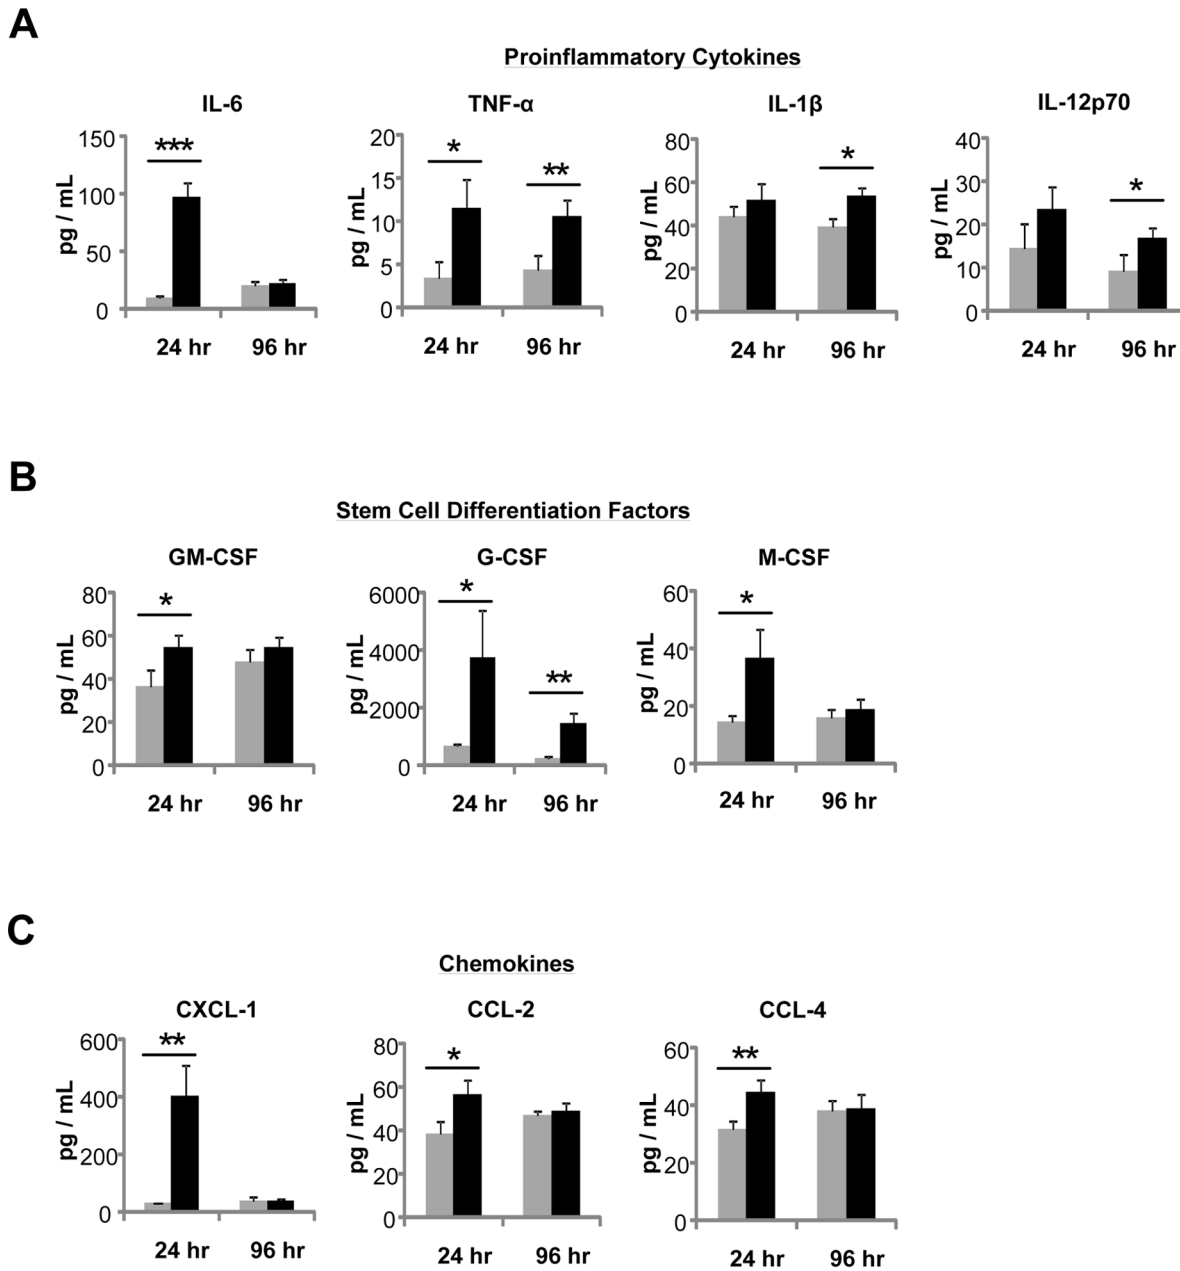 A
Proinflammatory Cytokines
IL-6
TNF-α
IL-1β
IL-12p70
150
100
50
0
pg / mL
***
24 hr
96 hr
20
15
10
5
0
pg / mL
*
**
24 hr
96 hr
80
60
40
20
0
pg / mL
*
24 hr
96 hr
40
30
20
10
0
pg / mL
*
24 hr
96 hr
B
Stem Cell Differentiation Factors
GM-CSF
G-CSF
M-CSF
80
60
40
20
0
pg / mL
*
24 hr
96 hr
6000
4000
2000
0
pg / mL
*
**
24 hr
96 hr
60
40
20
0
pg / mL
*
24 hr
96 hr
C
Chemokines
CXCL-1
CCL-2
CCL-4
600
400
200
0
pg / mL
**
24 hr
96 hr
80
60
40
20
0
pg / mL
*
24 hr
96 hr
60
40
20
0
pg / mL
**
24 hr
96 hr